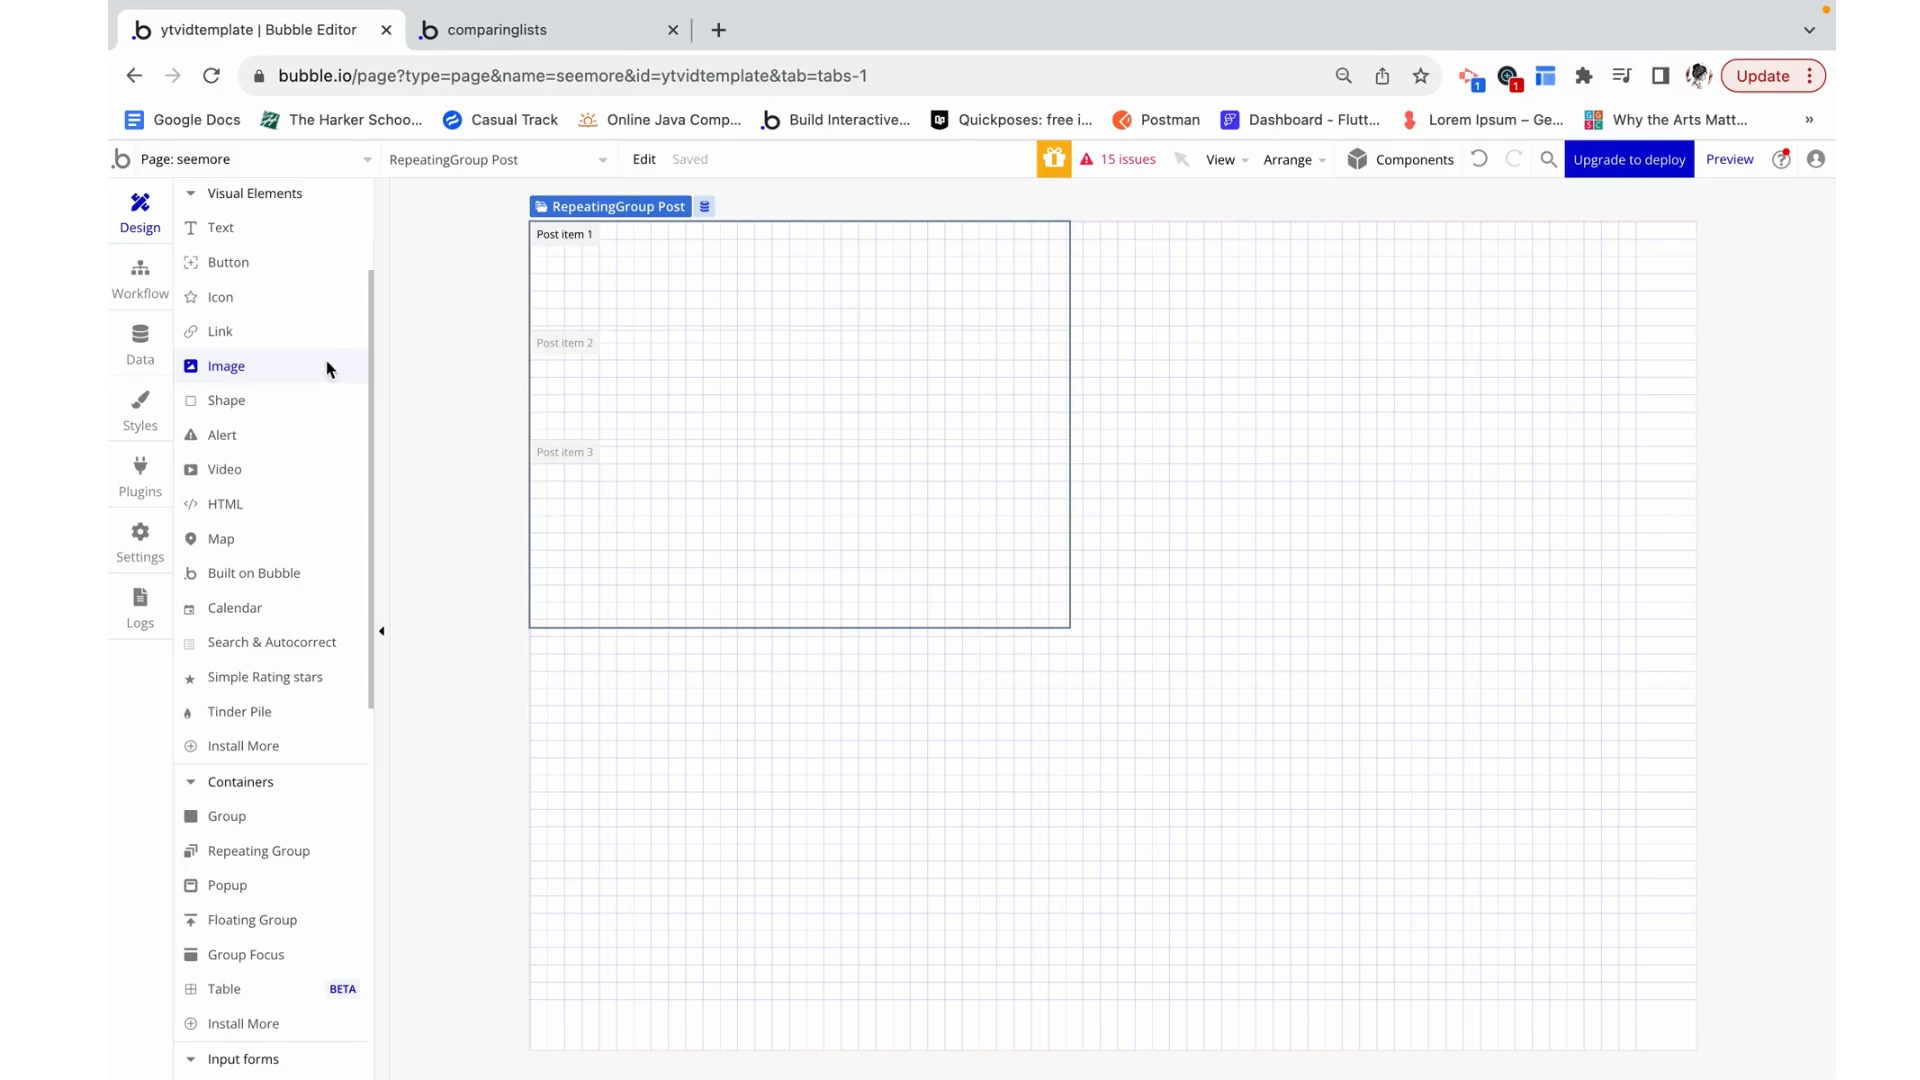 ytvidtemplate | Bubble Editor
comparinglists
bubble.io/page?type=page&name=seemore&id=ytvidtemplate&tab=tabs-1
1
1
Update
Google Docs
The Harker Schoo...
Casual Track
Online Java Comp...
Build Interactive...
Quickposes: free i...
Postman
Dashboard - Flutt...
Lorem Ipsum – Ge...
Why the Arts Matt...
»
Page: seemore
RepeatingGroup Post
Edit
Saved
15 issues
View
Arrange
Components
Upgrade to deploy
Preview
Design
Workflow
Data
Styles
Plugins
Settings
Logs
Visual Elements
Text
Button
Icon
Link
Image
Shape
Alert
Video
HTML
Map
Built on Bubble
Calendar
Search & Autocorrect
Simple Rating stars
Tinder Pile
Install More
Containers
Group
Repeating Group
Popup
Floating Group
Group Focus
Table BETA
Install More
Input forms
RepeatingGroup Post
Post item 1
Post item 2
Post item 3